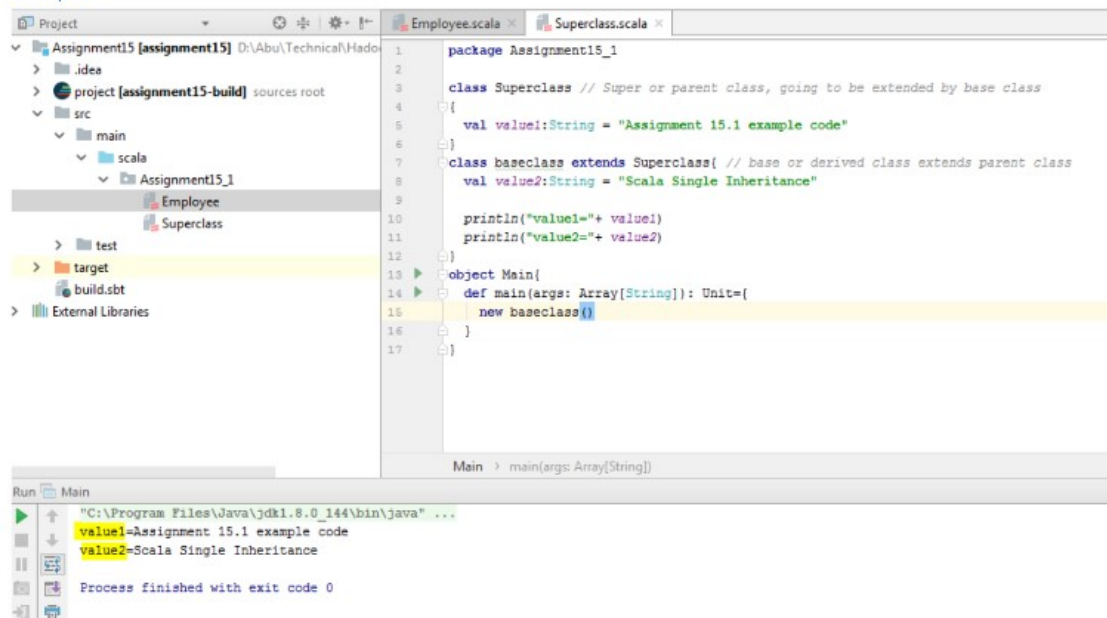 Project
Assignment15 [assignment15] D:\Abu\Technical\Hado
.idea
project [assignment15-build] sources root
src
main
scala
Assignment15_1
Employee
Superclass
test
target
build.sbt
External Libraries
Employee.scala
Superclass.scala
1 package Assignment15_1
2
3 class Superclass // Super or parent class, going to be extended by base class
4 {
5 val value1:String = "Assignment 15.1 example code"
6 }
7 class baseclass extends Superclass{ // base or derived class extends parent class
8 val value2:String = "Scala Single Inheritance"
9
10 println("value1="+ value1)
11 println("value2="+ value2)
12 }
13 object Main{
14 def main(args: Array[String]): Unit={
15 new baseclass()
16 }
17 }
Main > main(args: Array[String])
Run Main
"C:\Program Files\Java\jdk1.8.0_144\bin\java" ...
value1=Assignment 15.1 example code
value2=Scala Single Inheritance
Process finished with exit code 0